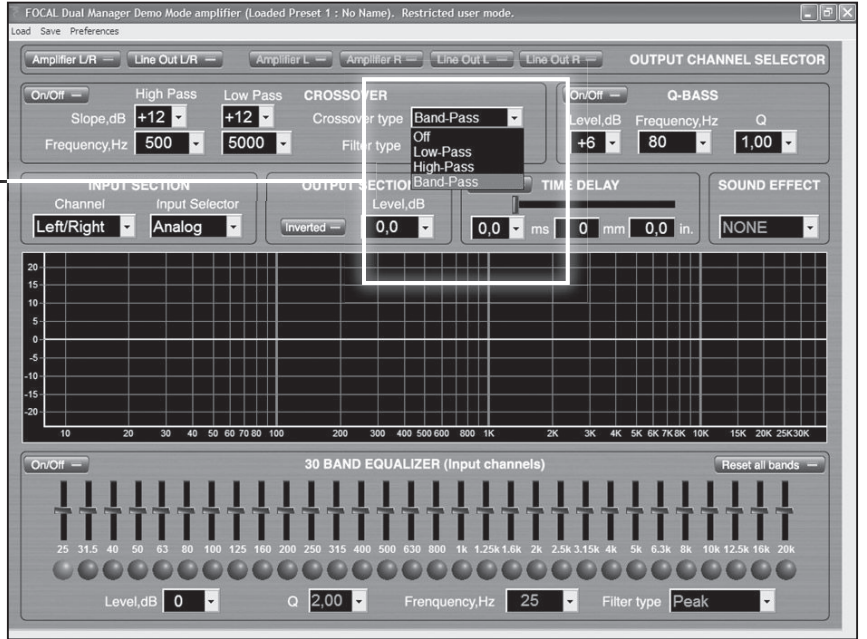 FOCAL Dual Manager Demo Mode amplifier (Loaded Preset 1 : No Name). Restricted user mode.
Load Save Preferences
Amplifier L/R Line Out L/R Amplifier L Amplifier R Line Out L Line Out R OUTPUT CHANNEL SELECTOR
On/Off High Pass Low Pass CROSSOVER On/Off Q-BASS
Slope,dB +12 +12 Crossover type Band-Pass Level,dB Frequency,Hz Q
Frequency,Hz 500 5000 Filter type +6 80 1,00
Off
Low-Pass
High-Pass
Band-Pass
INPUT SECTION OUTPUT SECTION TIME DELAY SOUND EFFECT
Channel Input Selector Level,dB
Left/Right Analog Inverted 0,0 0,0 ms 0 mm 0,0 in. NONE
20
15
10
5
0
-5
-10
-15
-20
10 20 30 40 50 60 70 80 100 200 300 400 500 600 800 1K 2K 3K 4K 5K 6K 7K 8K 10K 15K 20K 25K 30K
On/Off 30 BAND EQUALIZER (Input channels) Reset all bands
25 31.5 40 50 63 80 100 125 160 200 250 315 400 500 630 800 1k 1.25k 1.6k 2k 2.5k 3.15k 4k 5k 6.3k 8k 10k 12.5k 16k 20k
Level,dB 0 Q 2,00 Frenquency,Hz 25 Filter type Peak